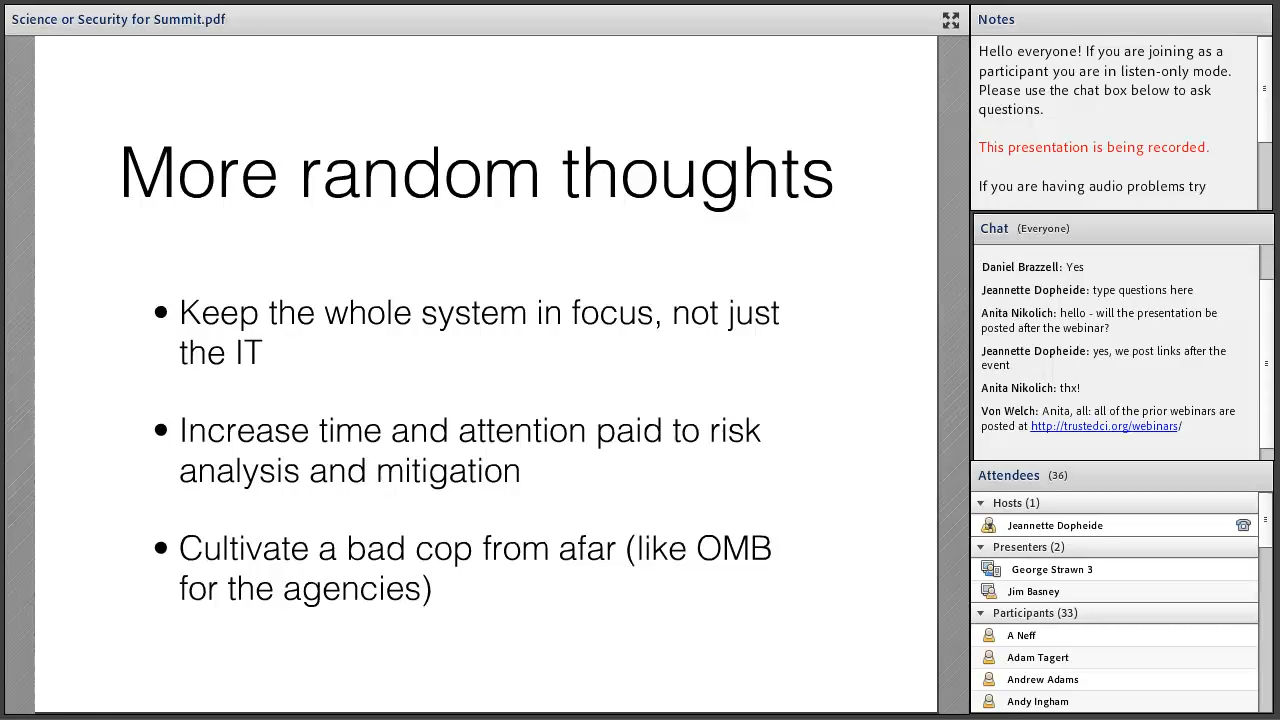 Science or Security for Summit.pdf
More random thoughts
• Keep the whole system in focus, not just
the IT
• Increase time and attention paid to risk
analysis and mitigation
• Cultivate a bad cop from afar (like OMB
for the agencies)
Notes
Hello everyone! If you are joining as a
participant you are in listen-only mode.
Please use the chat box below to ask
questions.
This presentation is being recorded.
If you are having audio problems try
Chat (Everyone)
Daniel Brazzell: Yes
Jeannette Dopheide: type questions here
Anita Nikolich: hello - will the presentation be
posted after the webinar?
Jeannette Dopheide: yes, we post links after the
event
Anita Nikolich: thx!
Von Welch: Anita, all: all of the prior webinars are
posted at http://trustedci.org/webinars/
Attendees (36)
Hosts (1)
Jeannette Dopheide
Presenters (2)
George Strawn 3
Jim Basney
Participants (33)
A Neff
Adam Tagert
Andrew Adams
Andy Ingham